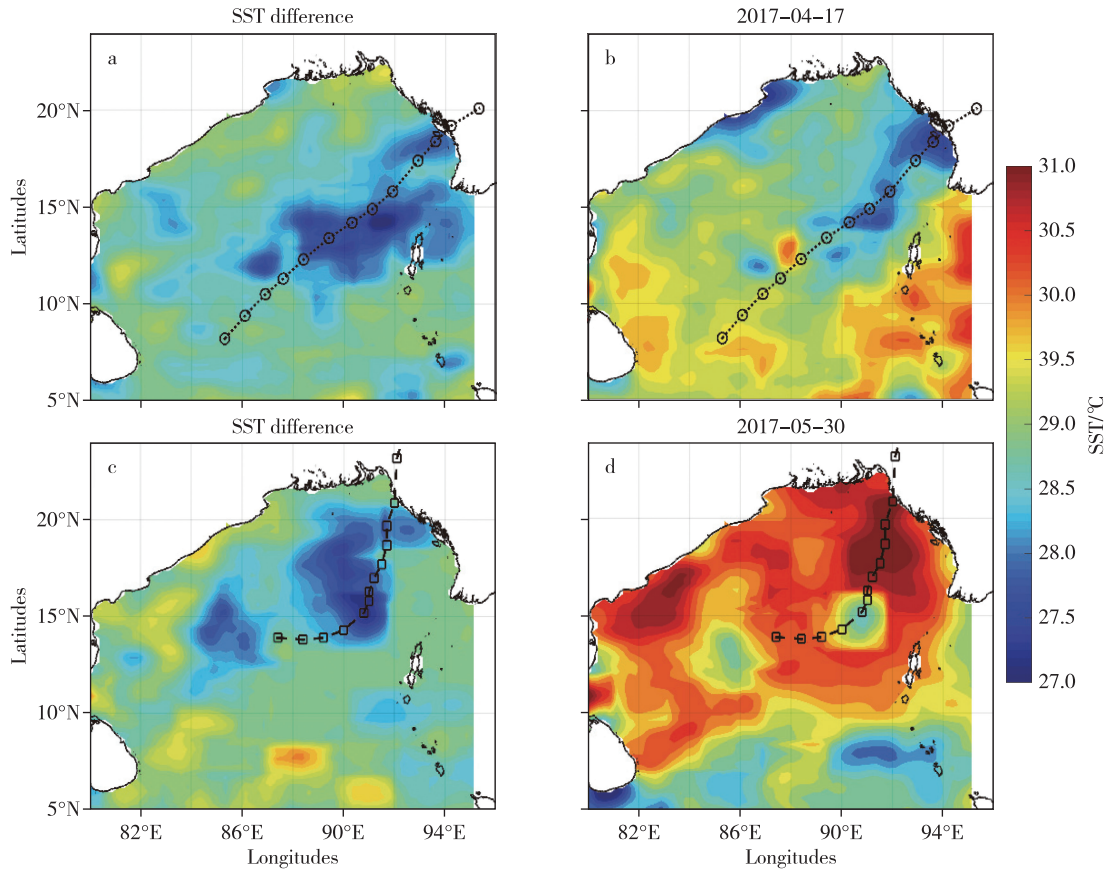 SST difference
2017-04-17
a
b
20°N
15°N
10°N
5°N
Latitudes
SST difference
2017-05-30
c
d
20°N
15°N
10°N
5°N
Latitudes
82°E 86°E 90°E 94°E
82°E 86°E 90°E 94°E
Longitudes
Longitudes
31.0
30.5
30.0
39.5
29.0
28.5
28.0
27.5
27.0
SST/℃